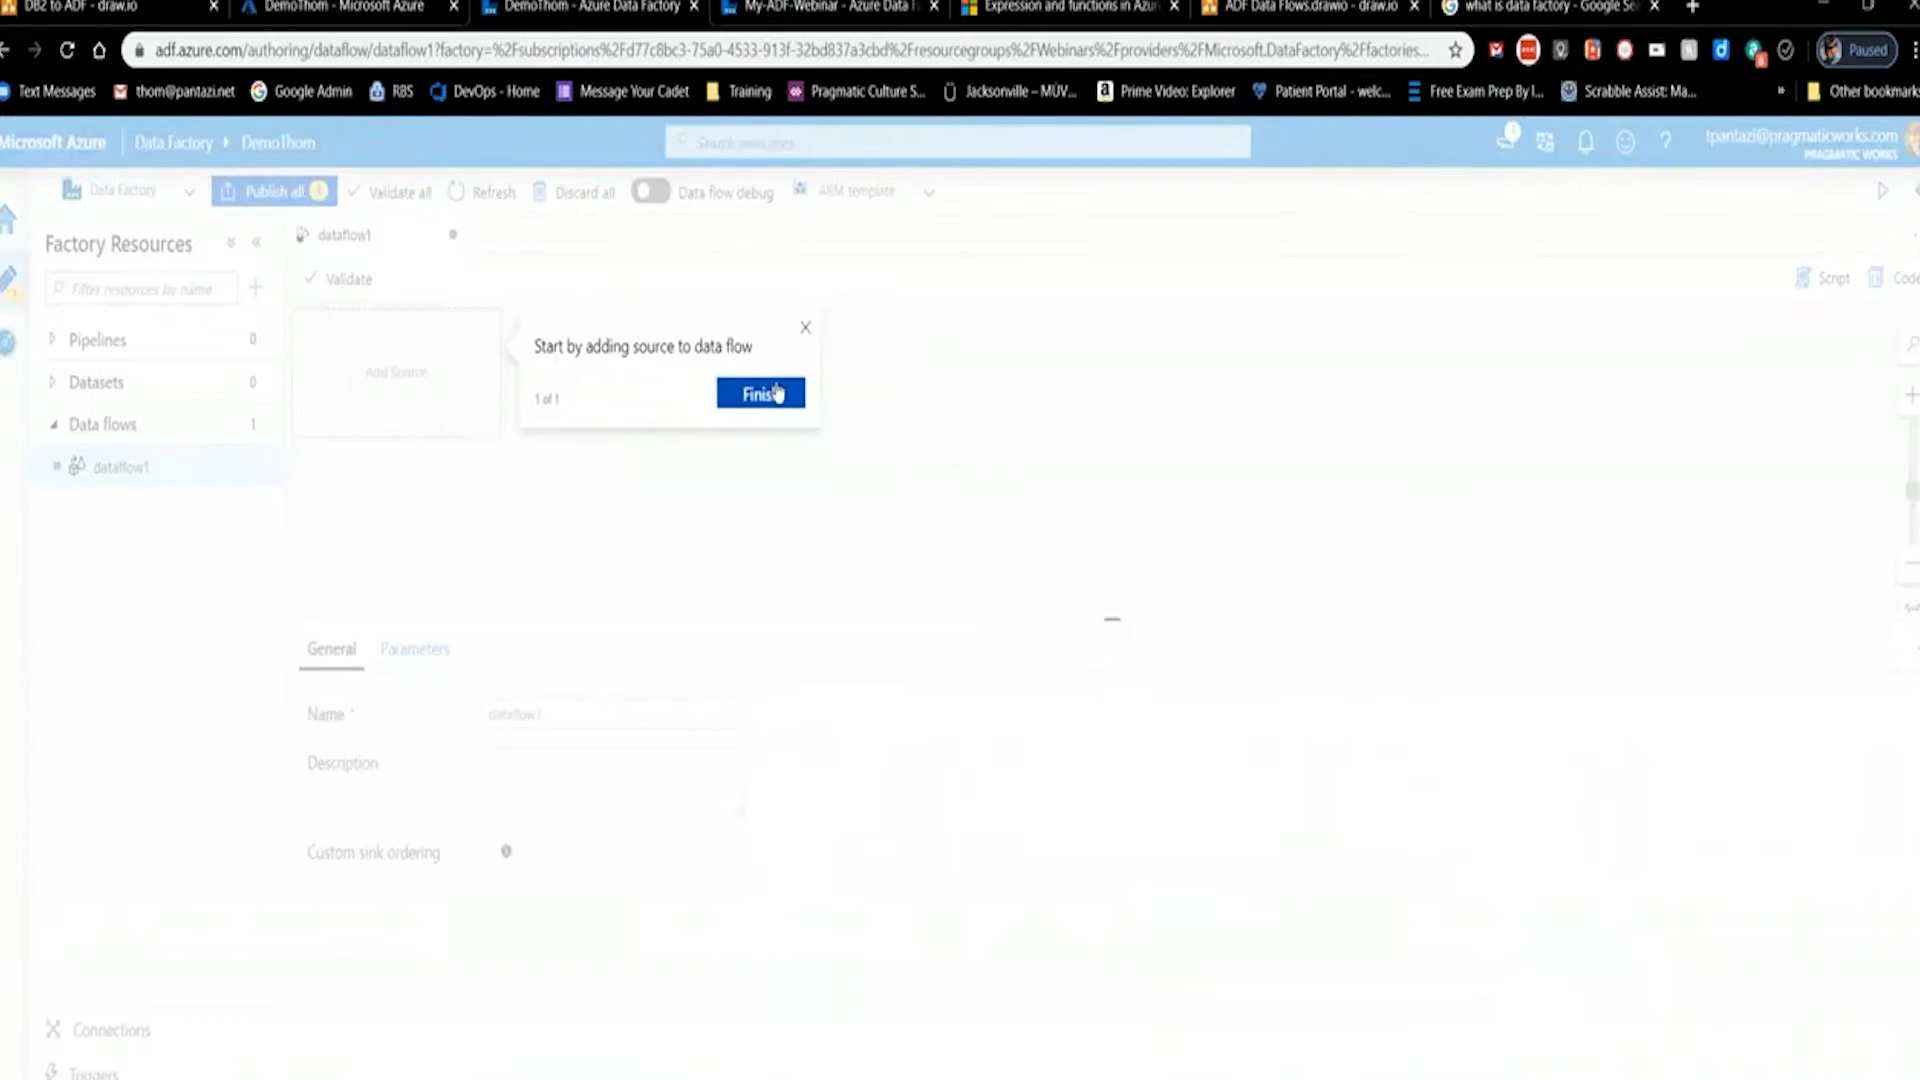 DB2 to ADF - draw.io
DemoThom - Microsoft Azure
DemoThom - Azure Data Factory
My-ADF-Webinar - Azure Data
Expression and functions in Azur
ADF Data Flows.drawio - draw.io
what is data factory - Google Se
adf.azure.com/authoring/dataflow/dataflow1?factory=%2Fsubscriptions%2Fd77c8bc3-75a0-4533-913f-32bd837a3cbd%2FresourceGroups%2FWebinars%2Fproviders%2FMicrosoft.DataFactory%2Ffactories...
Paused
Text Messages
thom@pantazi.net
Google Admin
RBS
DevOps - Home
Message Your Cadet
Training
Pragmatic Culture S...
Jacksonville – MÜV...
Prime Video: Explorer
Patient Portal - welc...
Free Exam Prep By I...
Scrabble Assist: Ma...
»
Other bookmarks
Microsoft Azure
Data Factory
DemoThom
Search resources
tpantazi@pragmaticworks.com
PRAGMATIC WORKS
Data Factory
Publish all 1
Validate all
Refresh
Discard all
Data flow debug
ARM template
Factory Resources
dataflow1
Filter resources by name
Validate
Script
Code
Pipelines 0
Datasets 0
Data flows 1
dataflow1
Add Source
Start by adding source to data flow
1 of 1
Finis
General
Parameters
Name *
dataflow1
Description
Custom sink ordering
Connections
Triggers